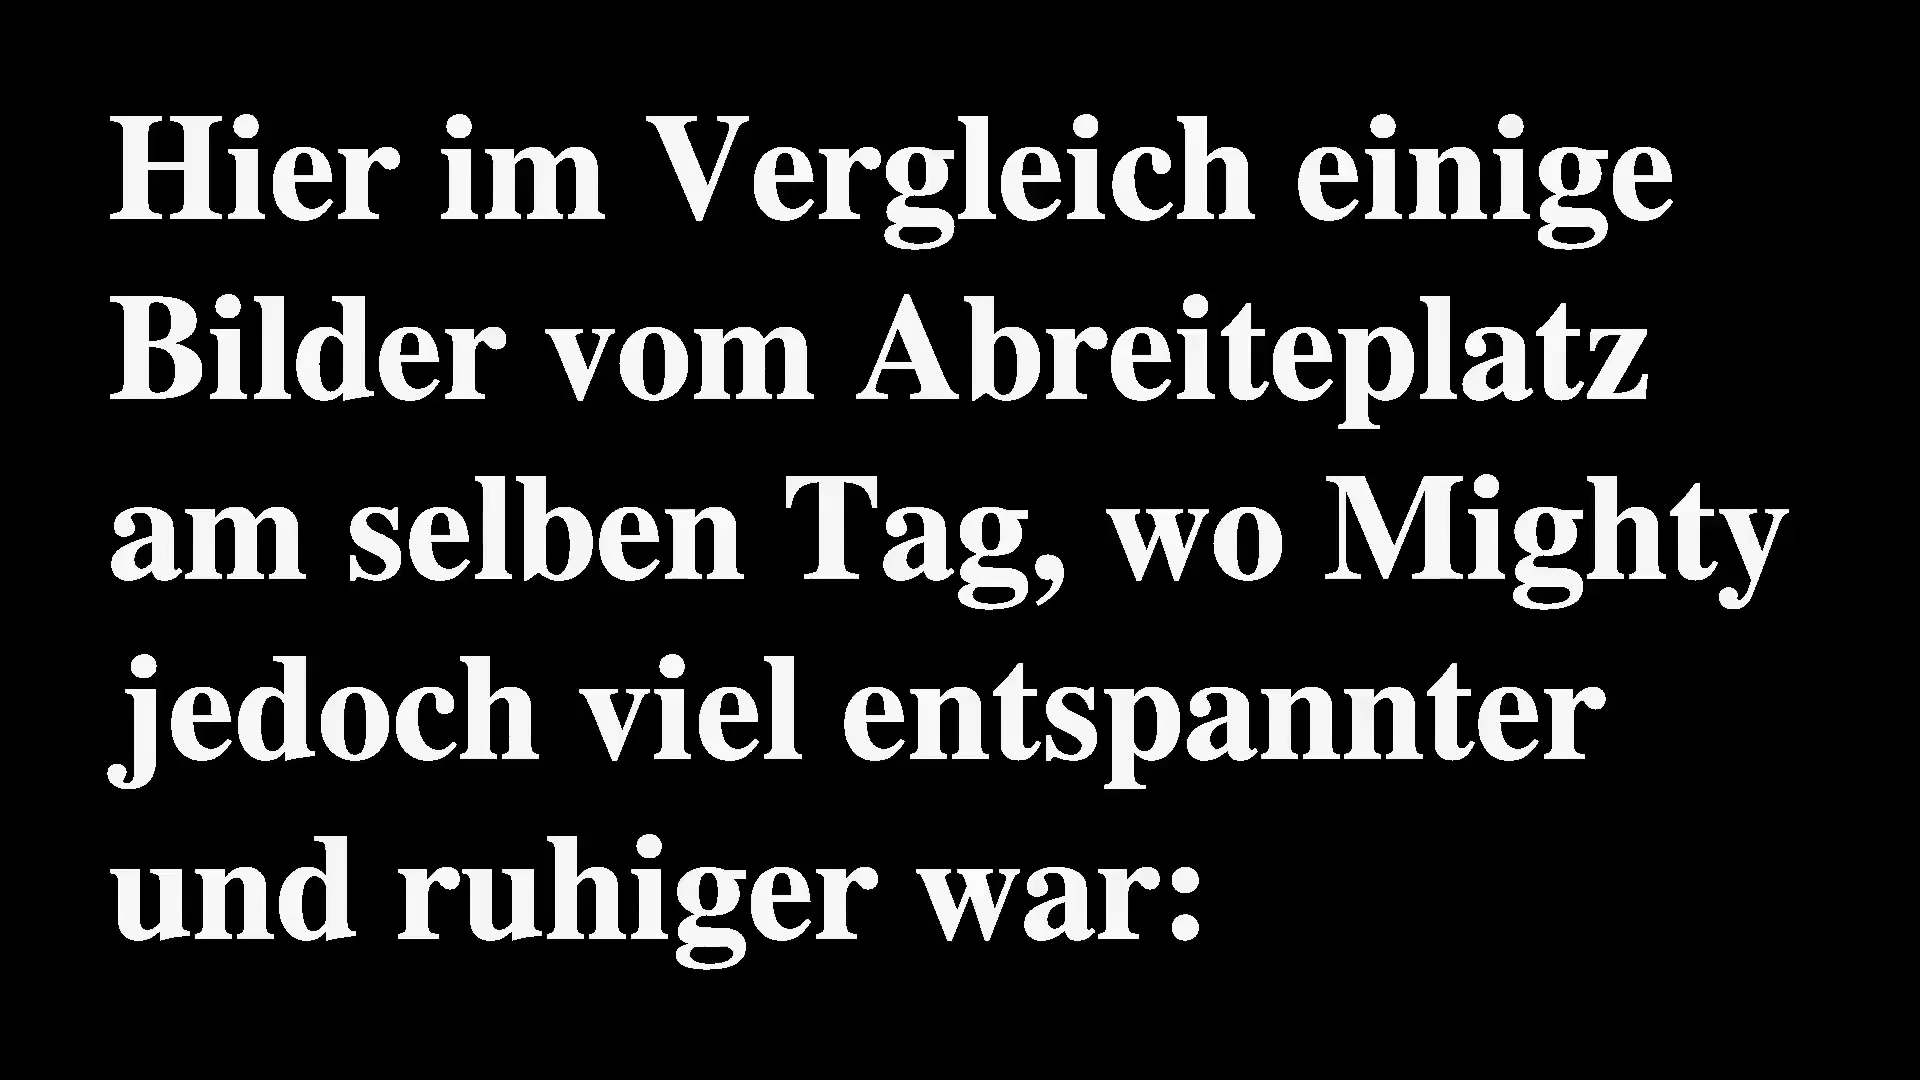 Hier im Vergleich einige
Bilder vom Abreiteplatz
am selben Tag, wo Mighty
jedoch viel entspannter
und ruhiger war: